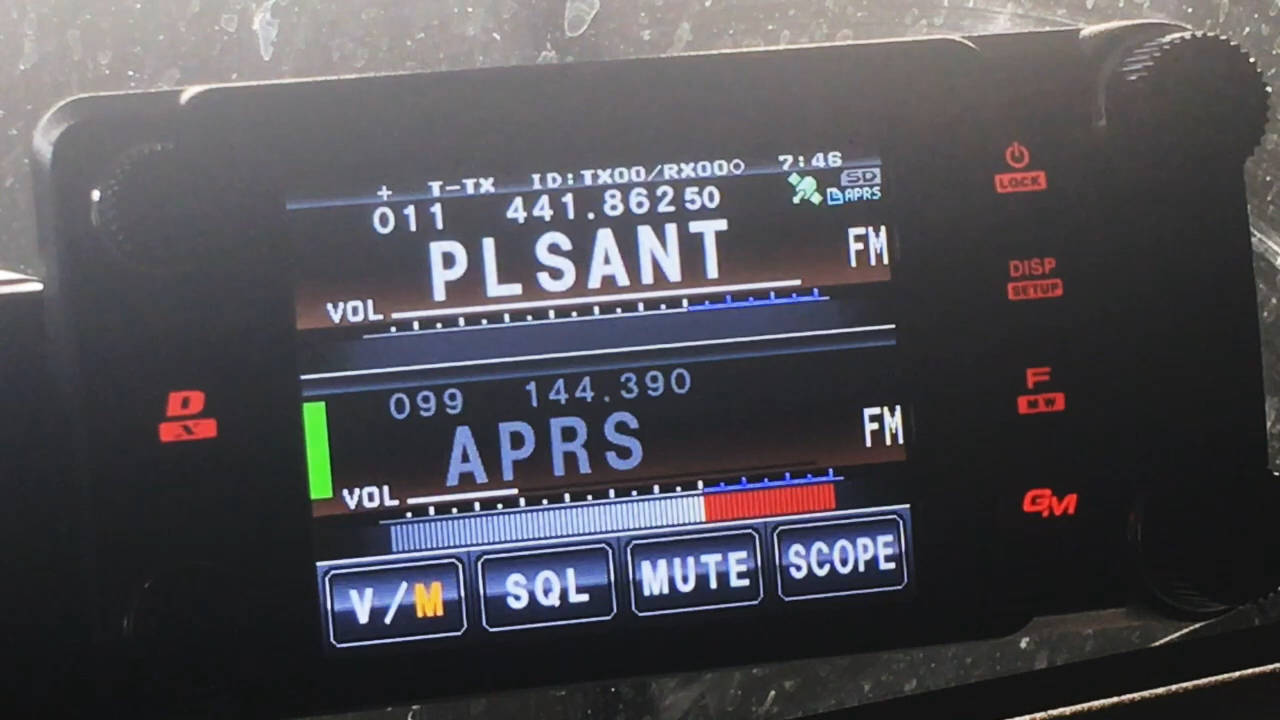 + T-TX ID:TX00/RX00◇ 7:46
011 441.86250 SD
APRS
PLSANT FM
VOL
099 144.390
APRS FM
VOL
V/M SQL MUTE SCOPE
D
X
LOCK
DISP
SETUP
F
MW
GM